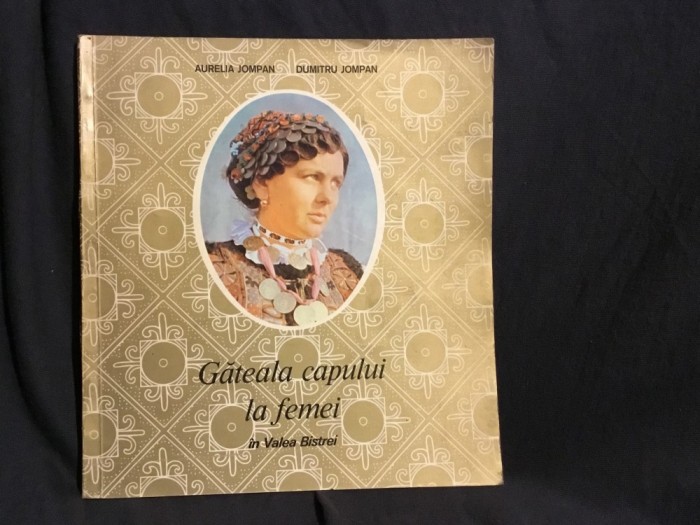 AURELIA JOMPAN DUMITRU JOMPAN
Găteala capului
la femei
în Valea Bistrei